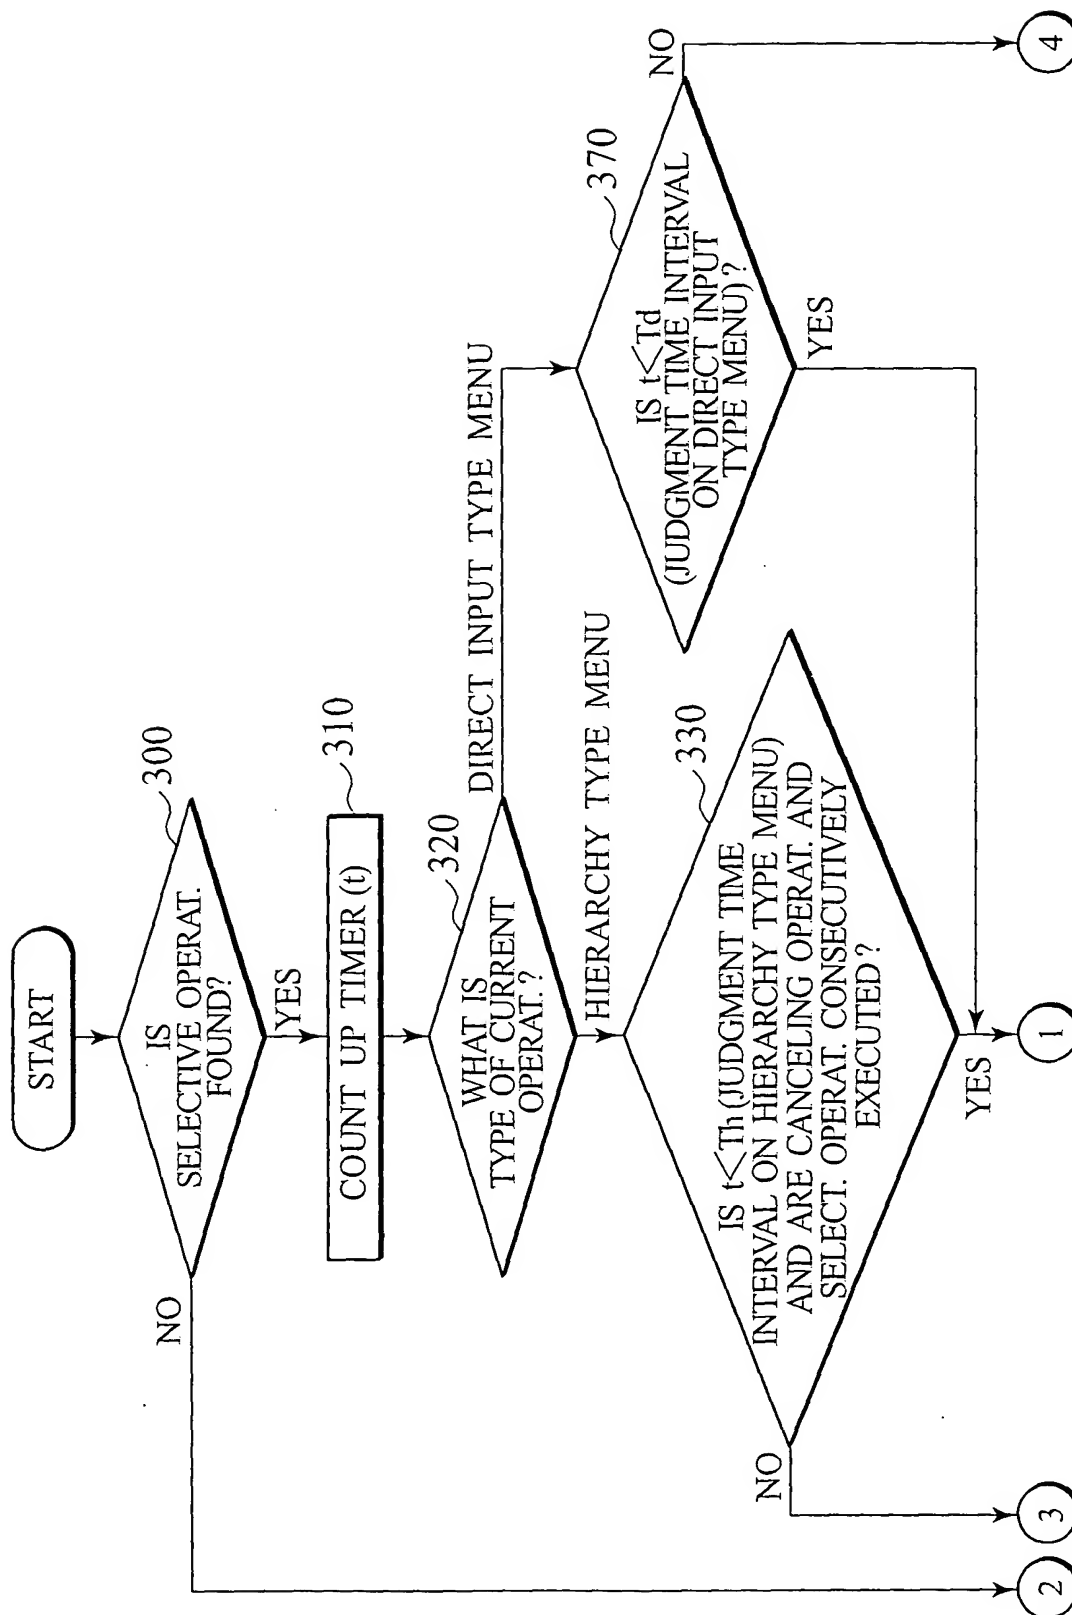 START
300
IS
SELECTIVE OPERAT.
FOUND?
NO
YES
310
COUNT UP TIMER (t)
320
WHAT IS
TYPE OF CURRENT
OPERAT.?
DIRECT INPUT TYPE MENU
HIERARCHY TYPE MENU
330
IS t<Th (JUDGMENT TIME
INTERVAL ON HIERARCHY TYPE MENU)
AND ARE CANCELING OPERAT. AND
SELECT. OPERAT. CONSECUTIVELY
EXECUTED?
NO
YES
370
IS t<Td
(JUDGMENT TIME INTERVAL
ON DIRECT INPUT
TYPE MENU)?
NO
YES
2
3
1
4